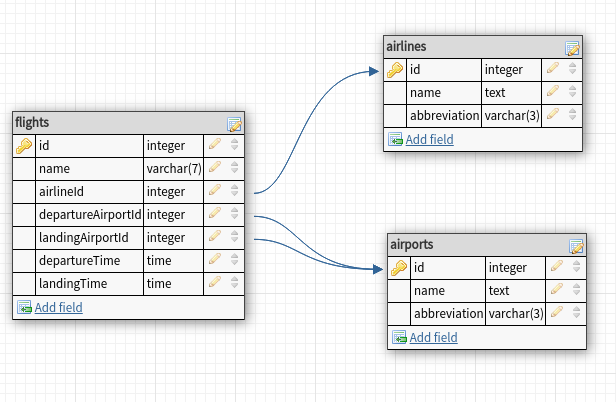 flights
id integer
name varchar(7)
airlineId integer
departureAirportId integer
landingAirportId integer
departureTime time
landingTime time
Add field
airlines
id integer
name text
abbreviation varchar(3)
Add field
airports
id integer
name text
abbreviation varchar(3)
Add field